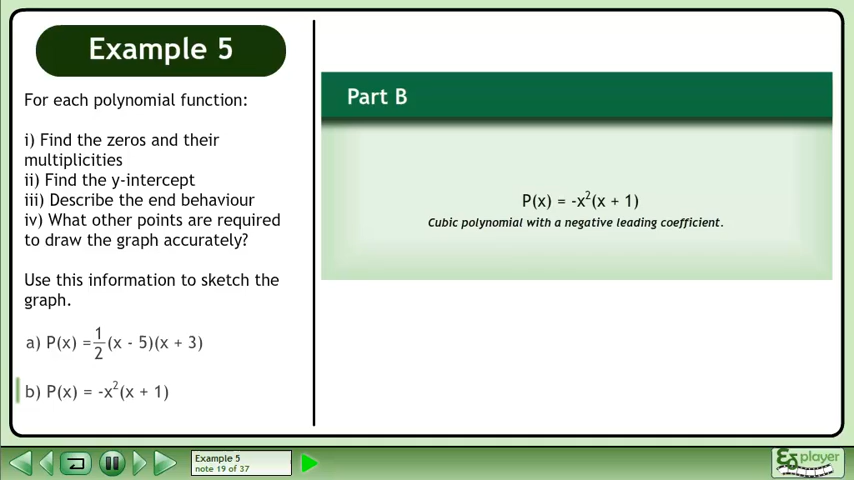 Example 5
For each polynomial function:
i) Find the zeros and their
multiplicities
ii) Find the y-intercept
iii) Describe the end behaviour
iv) What other points are required
to draw the graph accurately?
Use this information to sketch the
graph.
a) P(x) = 1/2 (x - 5)(x + 3)
b) P(x) = -x²(x + 1)
Part B
P(x) = -x²(x + 1)
Cubic polynomial with a negative leading coefficient.
Example 5
note 19 of 37
player